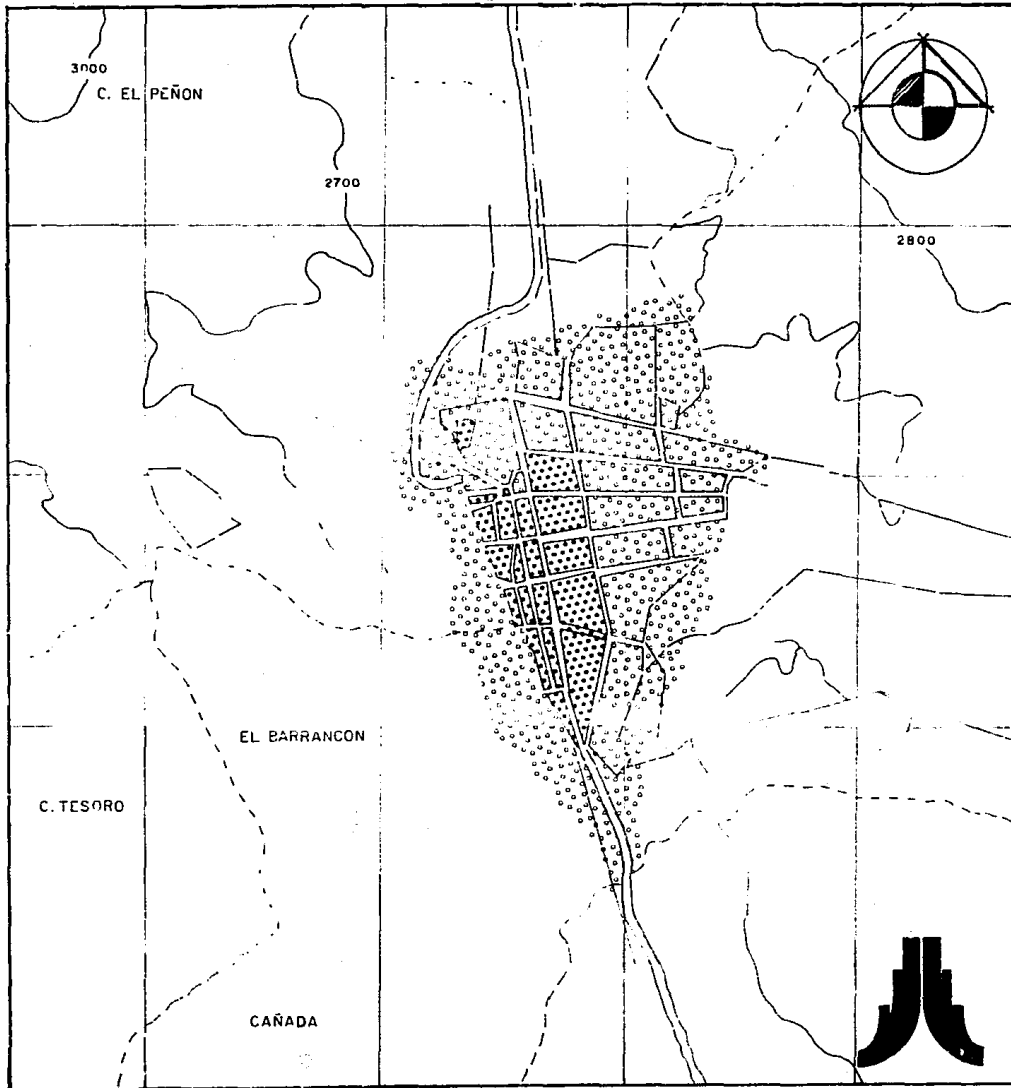 3000
C. EL PEÑON
2700
2800
EL BARRANCON
C. TESORO
CAÑADA